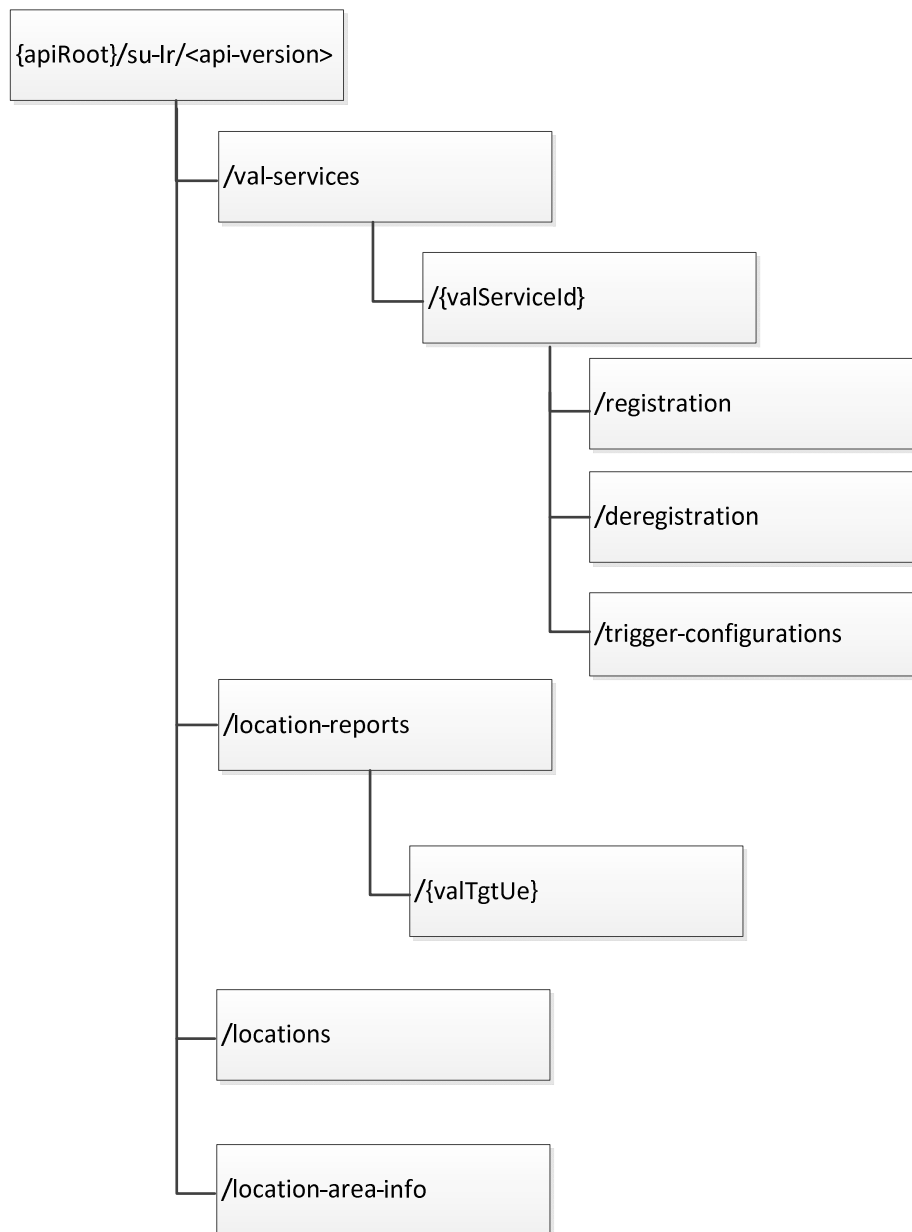 {apiRoot}/su-lr/<api-version>
/val-services
/{valServiceId}
/registration
/deregistration
/trigger-configurations
/location-reports
/{valTgtUe}
/locations
/location-area-info